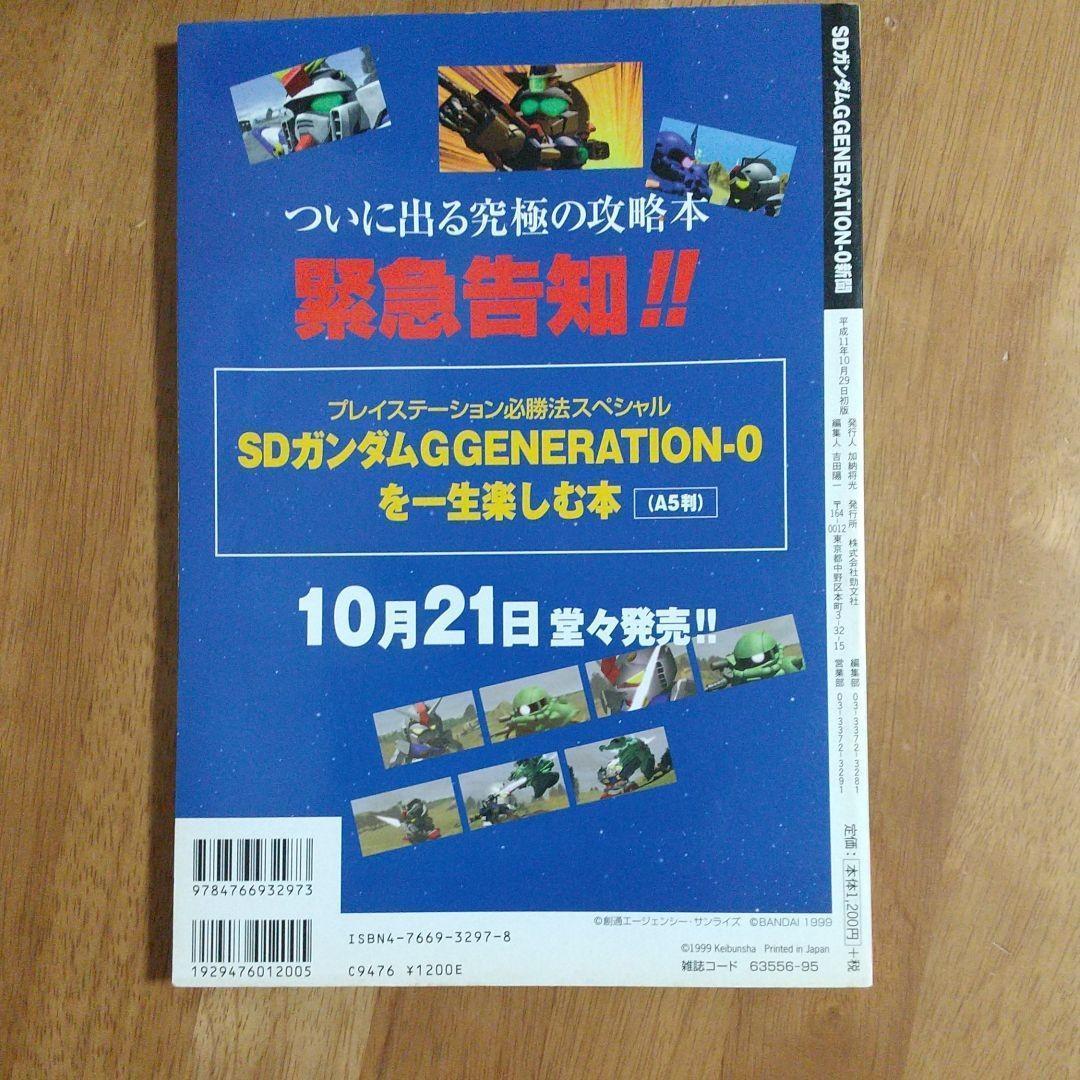 ついに出る究極の攻略本
緊急告知!!
プレイステーション必勝法スペシャル
SDガンダムGGENERATION-0
を一生楽しむ本 (A5判)
10月21日 堂々発売!!
9784766932973
1929476012005
ISBN4-7669-3297-8
C9476 ¥1200E
©創通エージェンシー・サンライズ ©BANDAI 1999
©1999 Keibunsha Printed in Japan
雑誌コード 63556-95
SDガンダムGGENERATION-0新聞
平成11年10月29日初版
発行人 加納将光
編集人 吉田陽一
発行所 株式会社勁文社
〒164-0012 東京都中野区本町3-32-15
編集部 03-3372-3281
営業部 03-3372-3291
定価:本体1,200円+税